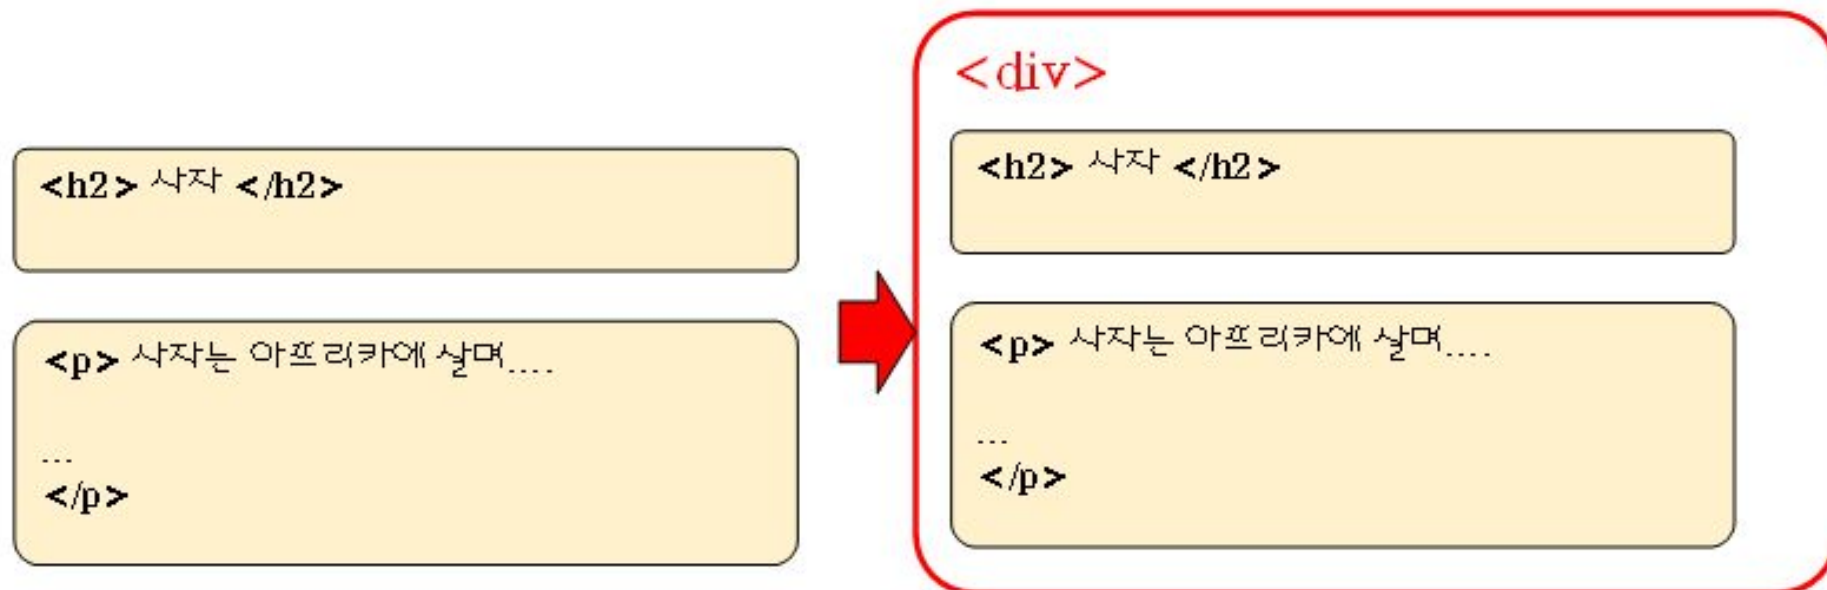 <h2> 사자 </h2>
<p> 사자는 아프리카에 살며....
...
</p>
<div>
<h2> 사자 </h2>
<p> 사자는 아프리카에 살며....
...
</p>